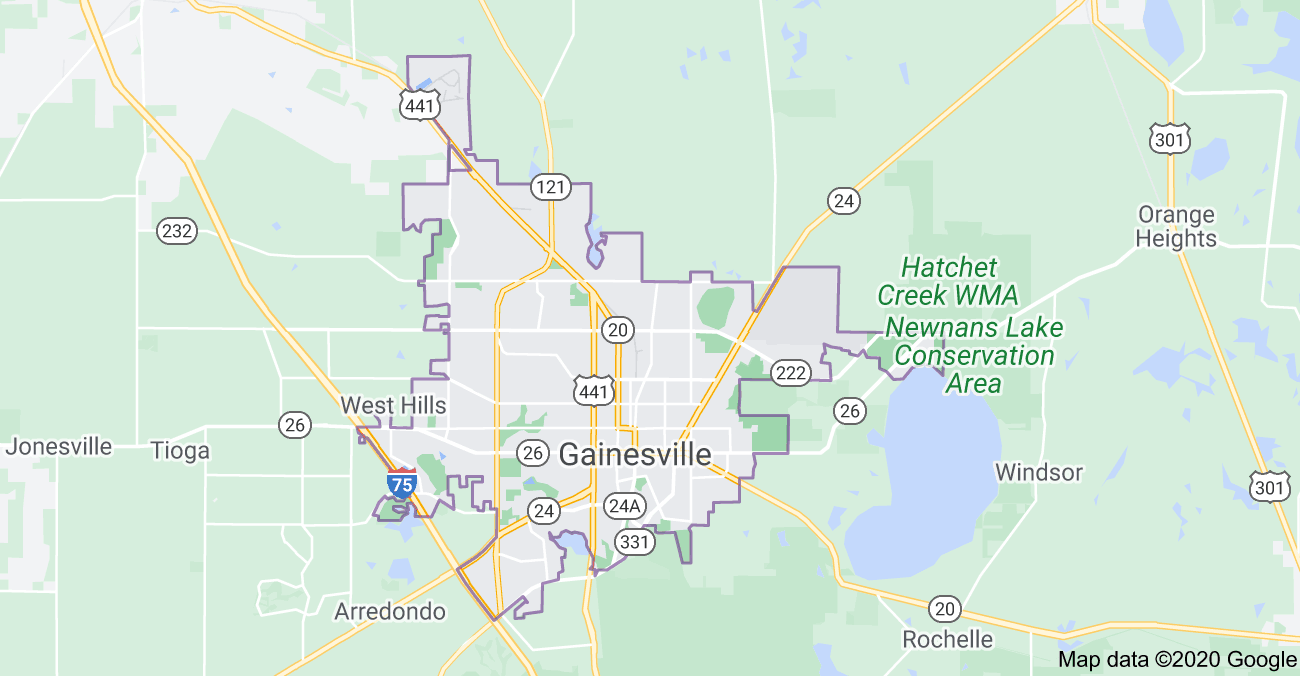 441
301
121
24
Orange
Heights
232
Hatchet
Creek WMA
Newnans Lake
Conservation
Area
20
222
441
West Hills
26
26
Jonesville
Tioga
26
Gainesville
Windsor
75
301
24
24A
331
Arredondo
20
Rochelle
Map data ©2020 Google